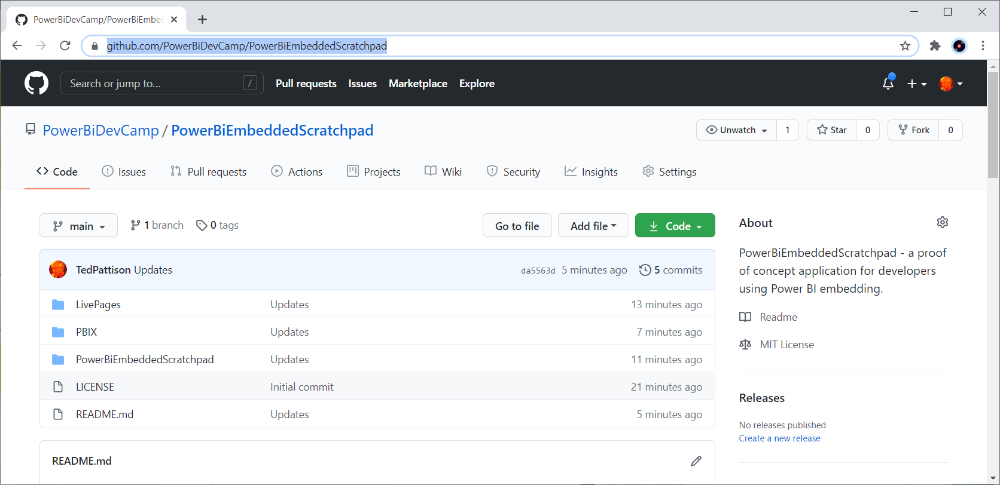 PowerBiDevCamp/PowerBiEmbe
github.com/PowerBiDevCamp/PowerBiEmbeddedScratchpad
Search or jump to... / Pull requests Issues Marketplace Explore
PowerBiDevCamp / PowerBiEmbeddedScratchpad Unwatch 1 Star 0 Fork 0
Code Issues Pull requests Actions Projects Wiki Security Insights Settings
main 1 branch 0 tags Go to file Add file Code
TedPattison Updates da5563d 5 minutes ago 5 commits
LivePages Updates 13 minutes ago
PBIX Updates 7 minutes ago
PowerBiEmbeddedScratchpad Updates 11 minutes ago
LICENSE Initial commit 21 minutes ago
README.md Updates 5 minutes ago
README.md
About
PowerBiEmbeddedScratchpad - a proof
of concept application for developers
using Power BI embedding.
Readme
MIT License
Releases
No releases published
Create a new release